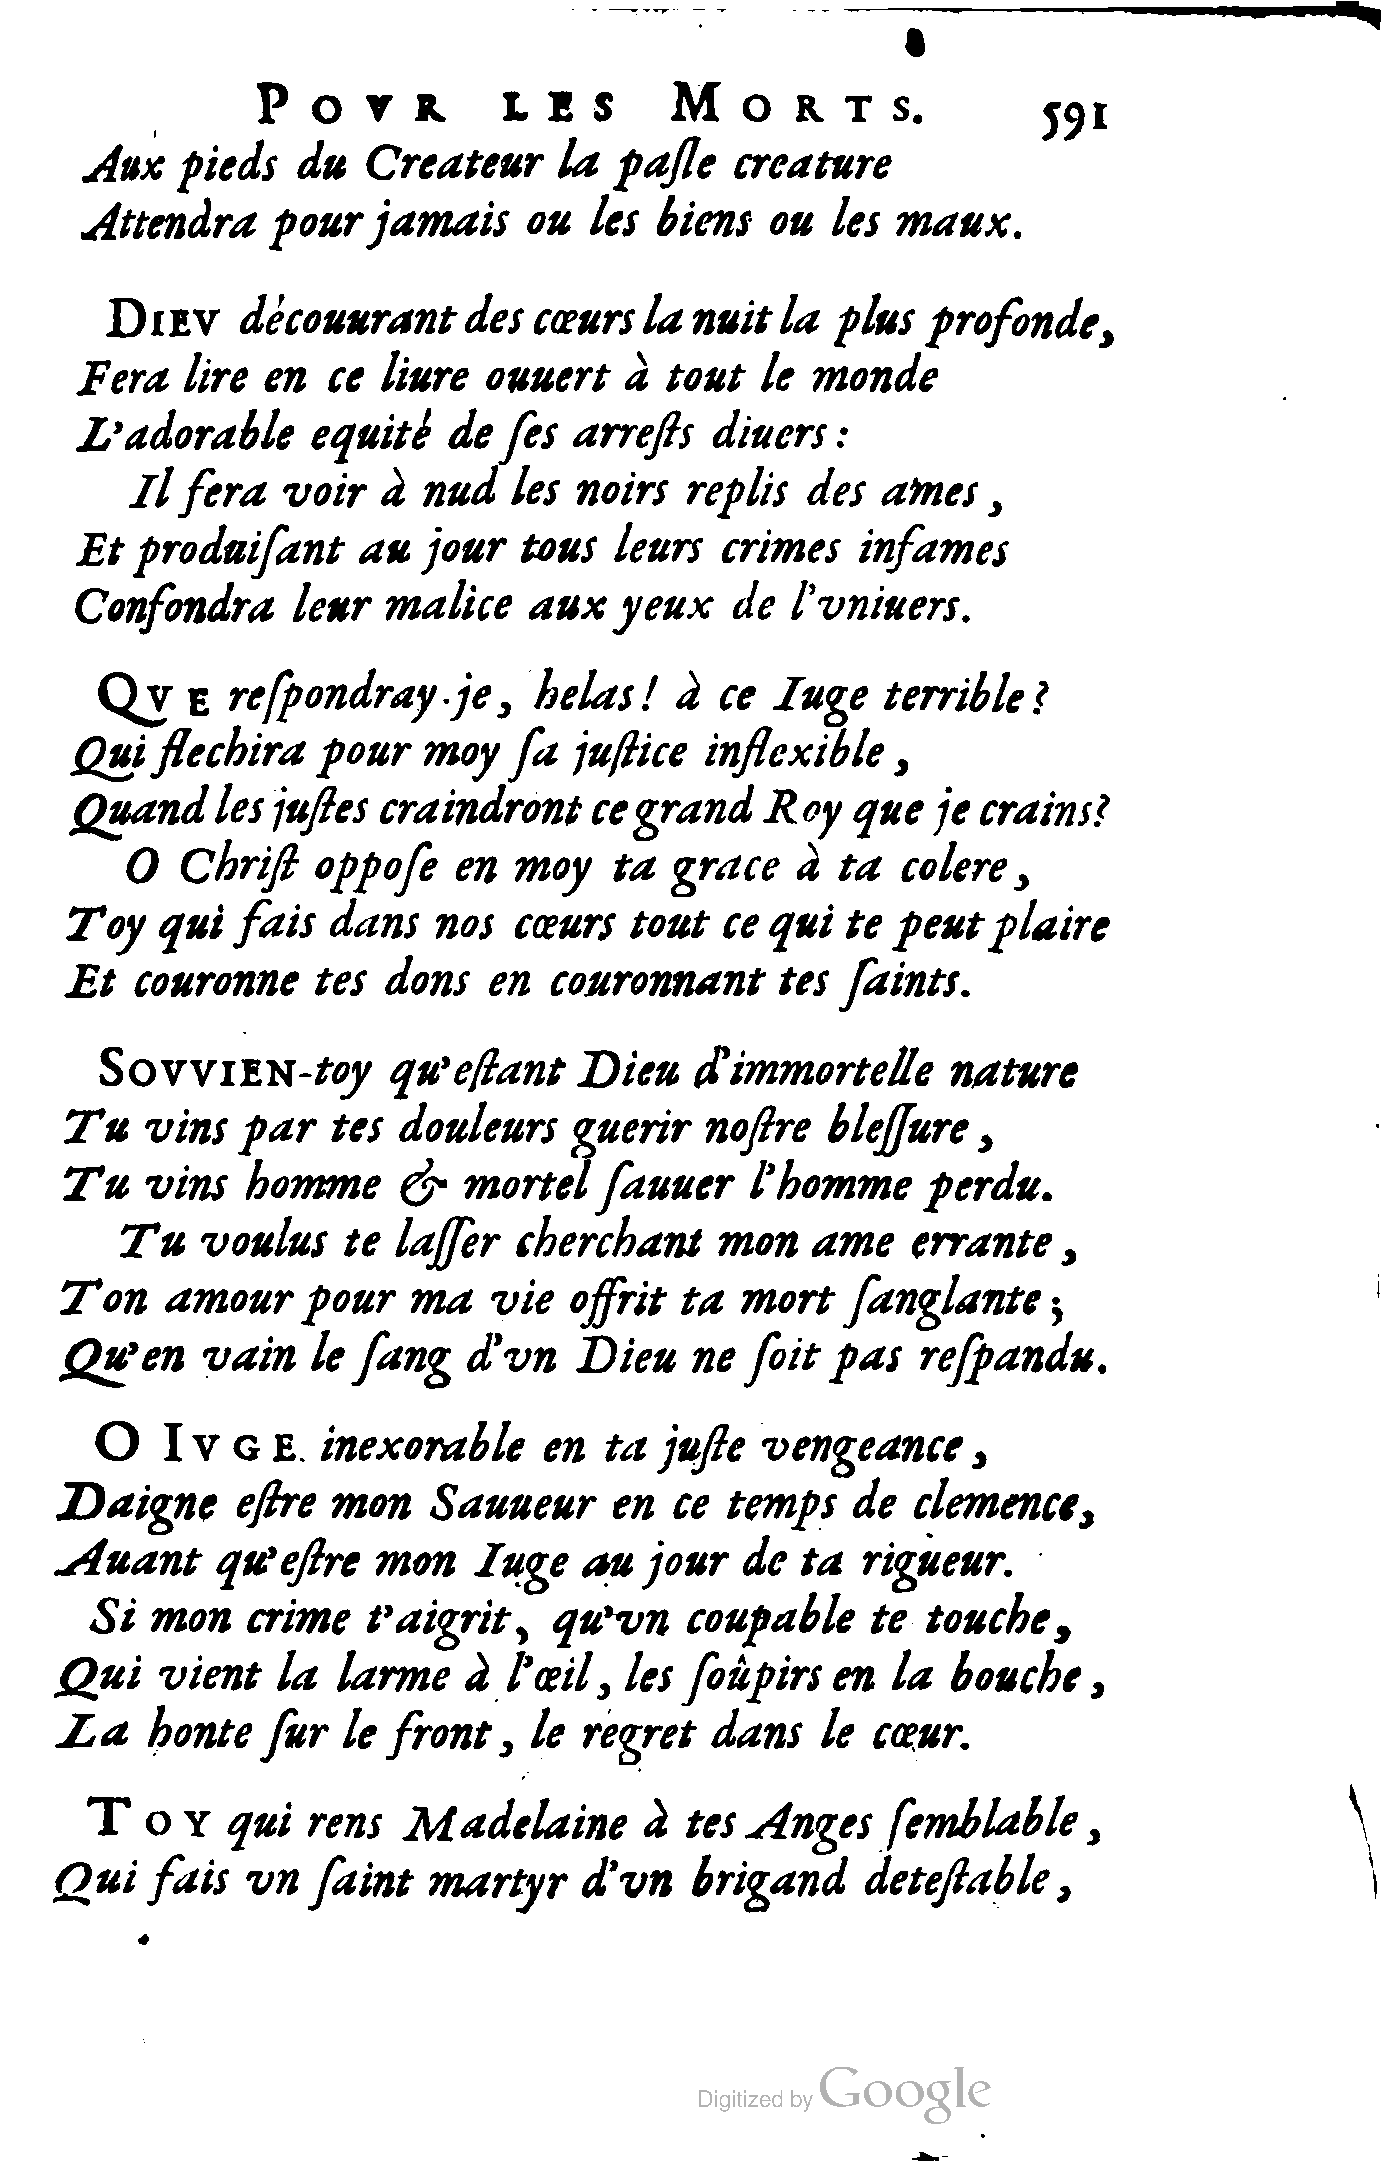 POVR LES MORTS. 591
Aux pieds du Createur la paſle creature
Attendra pour jamais ou les biens ou les maux.
DIEV découurant des cœurs la nuit la plus profonde,
Fera lire en ce liure ouuert à tout le monde
L'adorable equité de ſes arreſts diuers :
Il fera voir à nud les noirs replis des ames ,
Et produiſant au jour tous leurs crimes infames
Confondra leur malice aux yeux de l'vniuers.
QVE reſpondray-je, helas ! à ce Iuge terrible ?
Qui flechira pour moy ſa juſtice inflexible ,
Quand les juſtes craindront ce grand Roy que je crains?
O Chriſt oppoſe en moy ta grace à ta colere ,
Toy qui fais dans nos cœurs tout ce qui te peut plaire
Et couronne tes dons en couronnant tes ſaints.
SOVVIEN-toy qu'eſtant Dieu d'immortelle nature
Tu vins par tes douleurs guerir noſtre bleſſure ,
Tu vins homme & mortel ſauuer l'homme perdu.
Tu voulus te laſſer cherchant mon ame errante ,
Ton amour pour ma vie offrit ta mort ſanglante ;
Qu'en vain le ſang d'vn Dieu ne ſoit pas reſpandu.
O IVGE. inexorable en ta juſte vengeance ,
Daigne eſtre mon Sauueur en ce temps de clemence,
Auant qu'eſtre mon Iuge au jour de ta rigueur.
Si mon crime t'aigrit, qu'vn coupable te touche,
Qui vient la larme à l'œil , les ſoûpirs en la bouche ,
La honte ſur le front , le regret dans le cœur.
TOY qui rens Madelaine à tes Anges ſemblable ,
Qui fais vn ſaint martyr d'vn brigand deteſtable ,
Digitized by Google